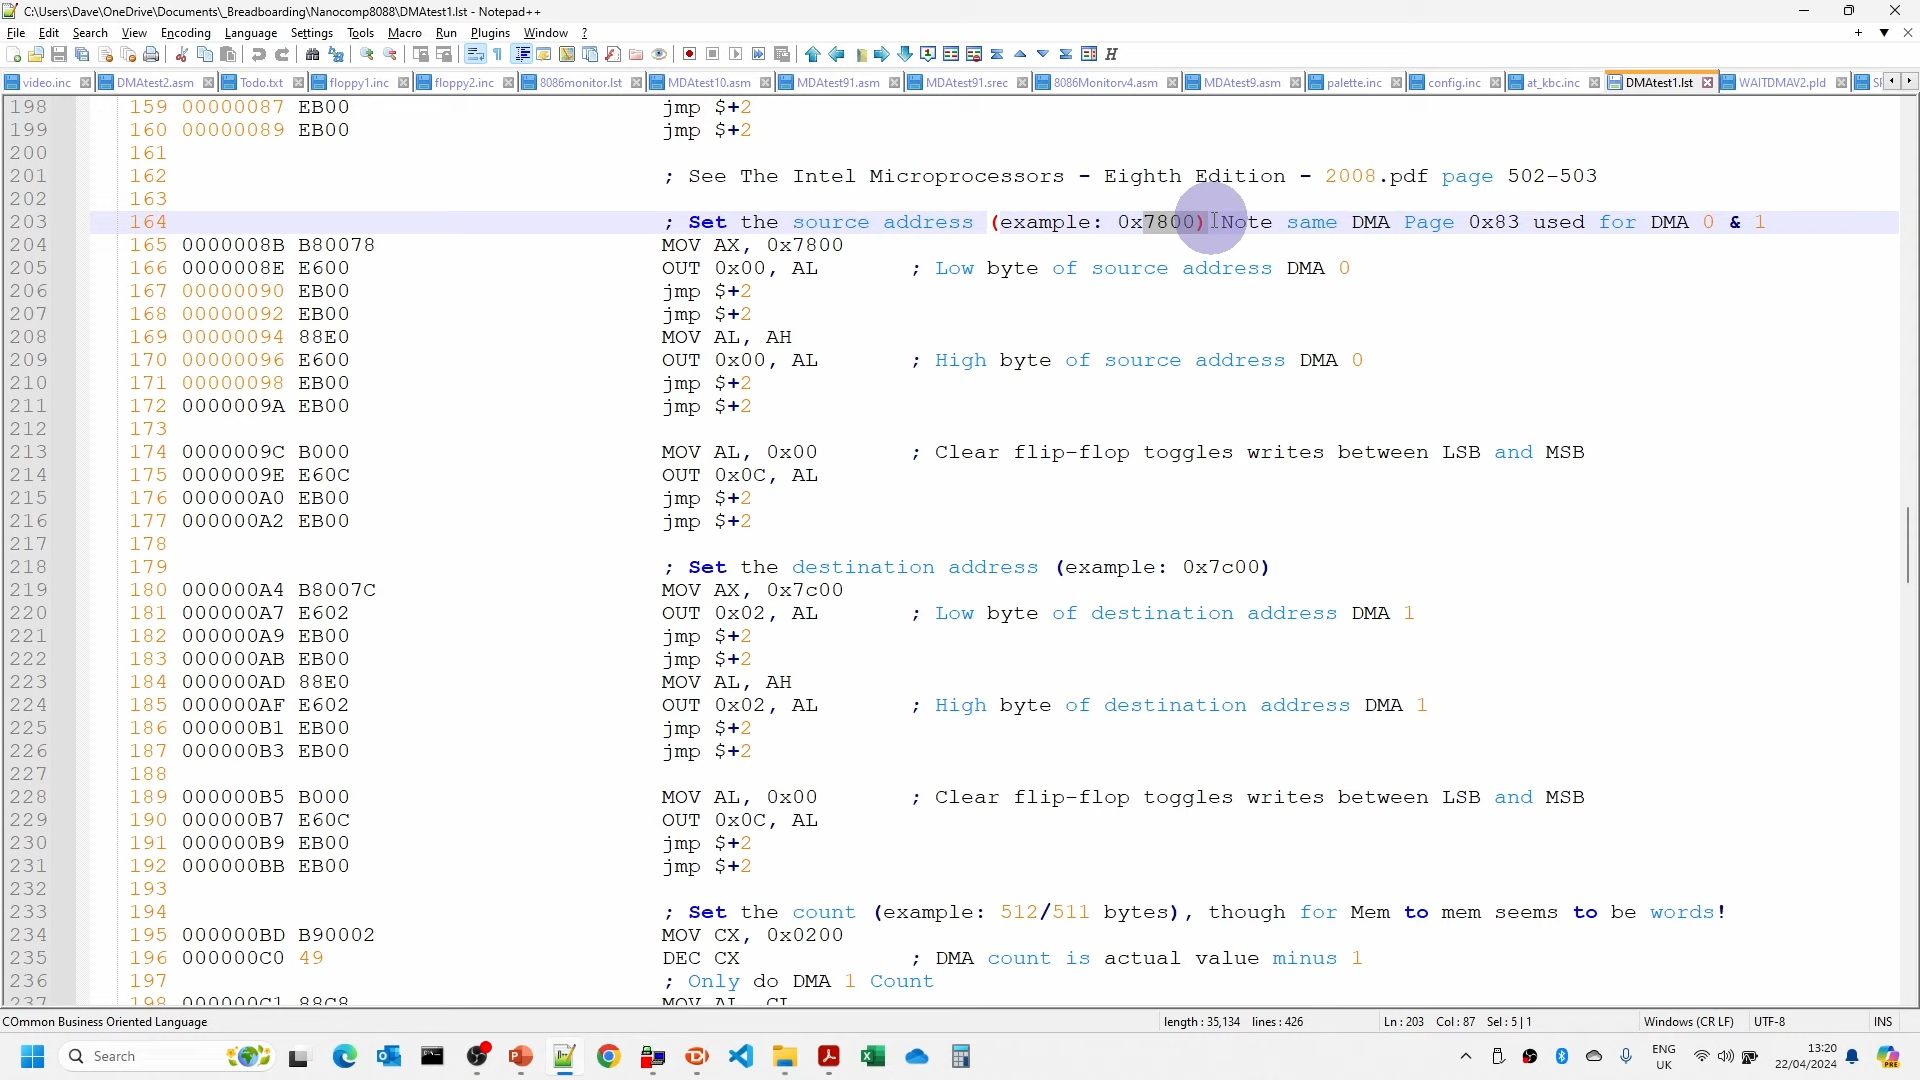 C:\Users\Dave\OneDrive\Documents\_Breadboarding\Nanocomp8088\DMAtest1.lst - Notepad++
File Edit Search View Encoding Language Settings Tools Macro Run Plugins Window ?
video.inc DMAtest2.asm Todo.txt floppy1.inc floppy2.inc 8086monitor.lst MDAtest10.asm MDAtest91.asm MDAtest91.srec 8086Monitorv4.asm MDAtest9.asm palette.inc config.inc at_kbc.inc DMAtest1.lst WAITDMAV2.pld
198 159 00000087 EB00 jmp $+2
199 160 00000089 EB00 jmp $+2
200 161
201 162 ; See The Intel Microprocessors - Eighth Edition - 2008.pdf page 502-503
202 163
203 164 ; Set the source address (example: 0x7800) Note same DMA Page 0x83 used for DMA 0 & 1
204 165 0000008B B80078 MOV AX, 0x7800
205 166 0000008E E600 OUT 0x00, AL ; Low byte of source address DMA 0
206 167 00000090 EB00 jmp $+2
207 168 00000092 EB00 jmp $+2
208 169 00000094 88E0 MOV AL, AH
209 170 00000096 E600 OUT 0x00, AL ; High byte of source address DMA 0
210 171 00000098 EB00 jmp $+2
211 172 0000009A EB00 jmp $+2
212 173
213 174 0000009C B000 MOV AL, 0x00 ; Clear flip-flop toggles writes between LSB and MSB
214 175 0000009E E60C OUT 0x0C, AL
215 176 000000A0 EB00 jmp $+2
216 177 000000A2 EB00 jmp $+2
217 178
218 179 ; Set the destination address (example: 0x7c00)
219 180 000000A4 B8007C MOV AX, 0x7c00
220 181 000000A7 E602 OUT 0x02, AL ; Low byte of destination address DMA 1
221 182 000000A9 EB00 jmp $+2
222 183 000000AB EB00 jmp $+2
223 184 000000AD 88E0 MOV AL, AH
224 185 000000AF E602 OUT 0x02, AL ; High byte of destination address DMA 1
225 186 000000B1 EB00 jmp $+2
226 187 000000B3 EB00 jmp $+2
227 188
228 189 000000B5 B000 MOV AL, 0x00 ; Clear flip-flop toggles writes between LSB and MSB
229 190 000000B7 E60C OUT 0x0C, AL
230 191 000000B9 EB00 jmp $+2
231 192 000000BB EB00 jmp $+2
232 193
233 194 ; Set the count (example: 512/511 bytes), though for Mem to mem seems to be words!
234 195 000000BD B90002 MOV CX, 0x0200
235 196 000000C0 49 DEC CX ; DMA count is actual value minus 1
236 197 ; Only do DMA 1 Count
237 198 000000C1 88C8 MOV AL, CL
COmmon Business Oriented Language length : 35,134 lines : 426 Ln : 203 Col : 87 Sel : 5 | 1 Windows (CR LF) UTF-8 INS
Search ENG UK 13:20 22/04/2024